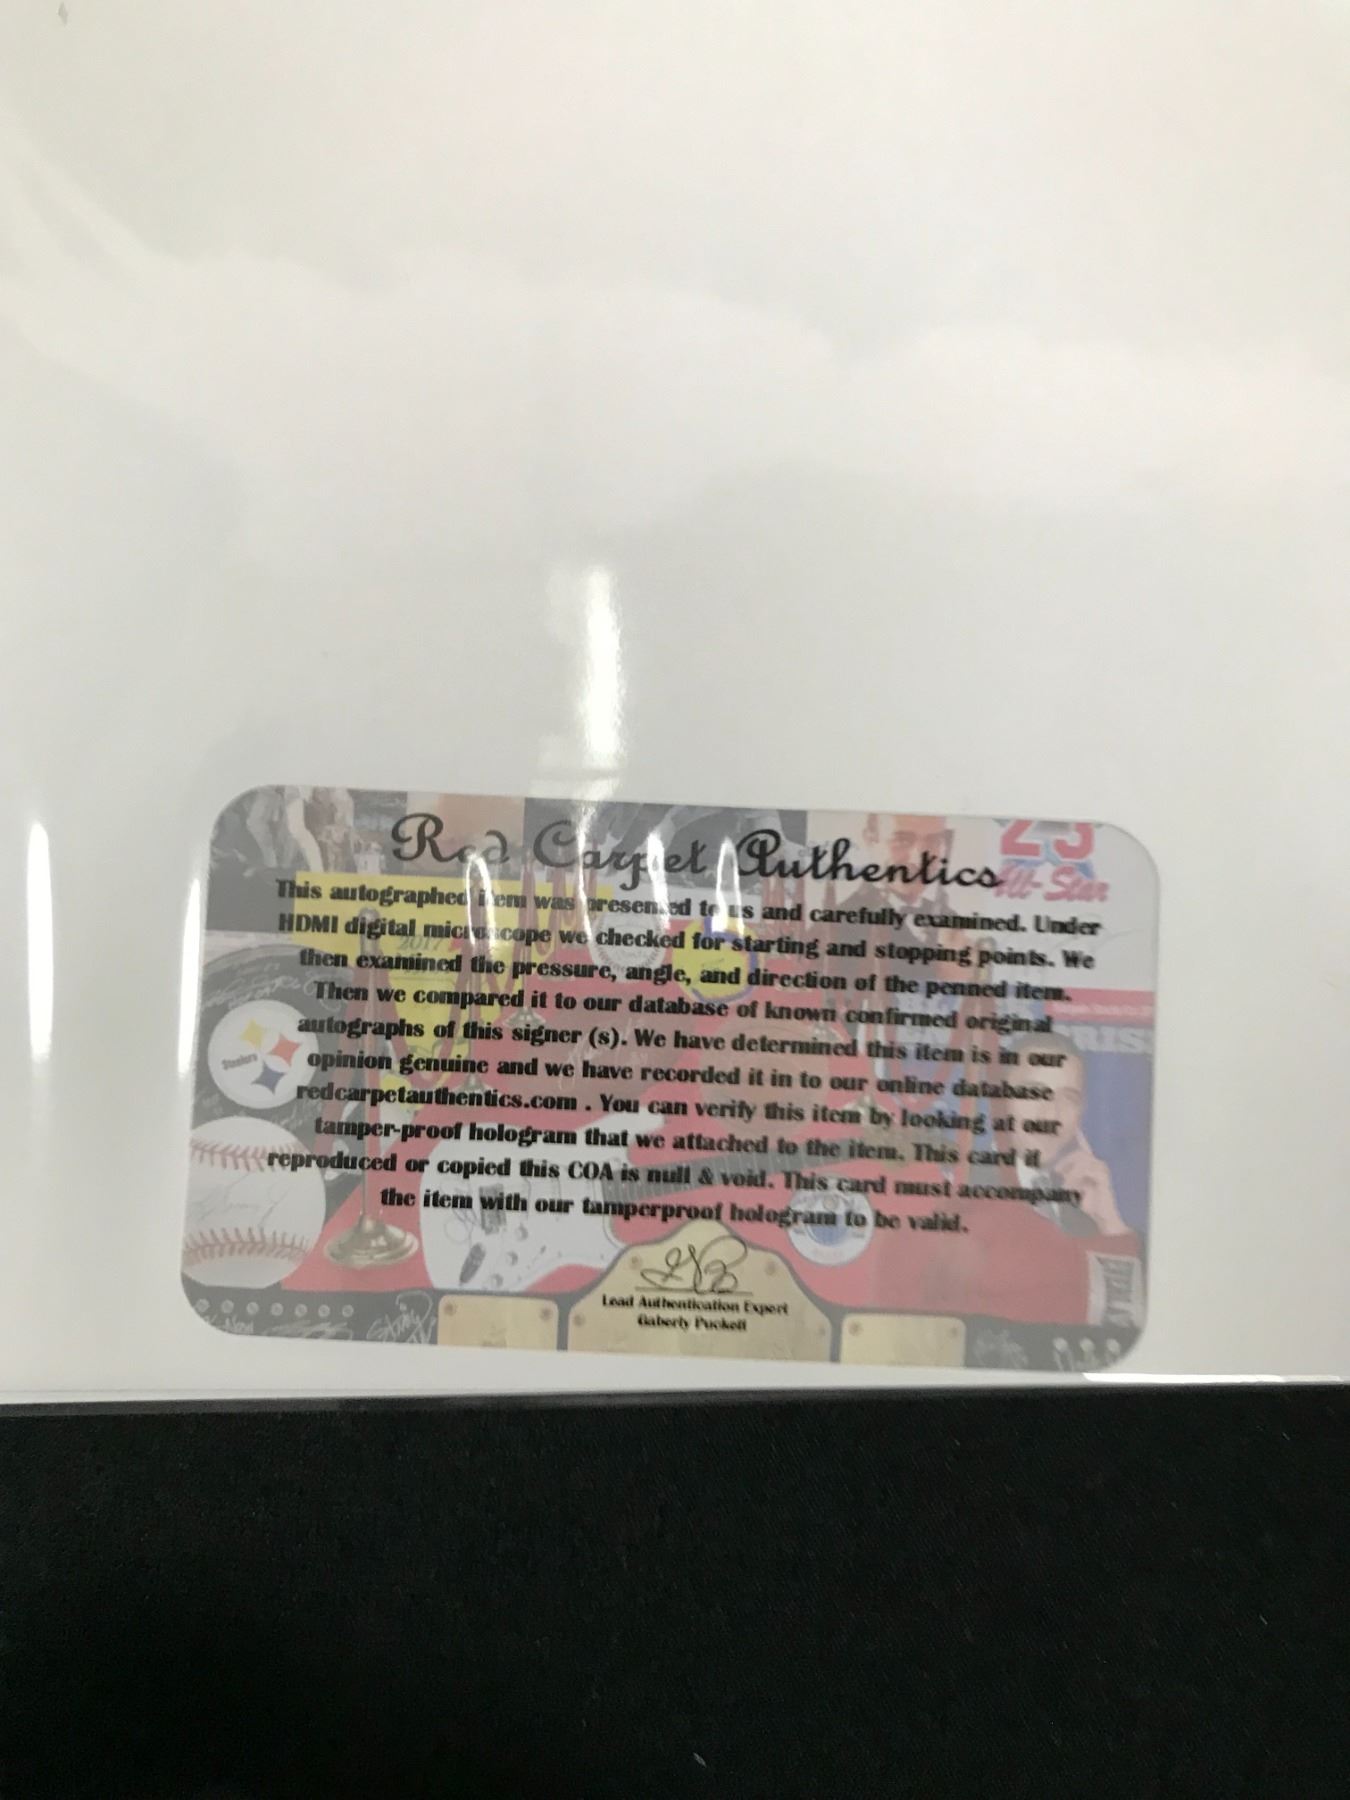 Red Carpet Authentics
23
All-Star
This autographed item was presented to us and carefully examined. Under
HDMI digital microscope we checked for starting and stopping points. We
2017
then examined the pressure, angle, and direction of the penned item.
Then we compared it to our database of known confirmed original
autographs of this signer (s). We have determined this item is in our
Steelers
opinion genuine and we have recorded it in to our online database
redcarpetauthentics.com . You can verify this item by looking at our
tamper-proof hologram that we attached to the item. This card if
reproduced or copied this COA is null & void. This card must accompany
the item with our tamperproof hologram to be valid.
Lead Authentication Expert
Gaberly Puckett